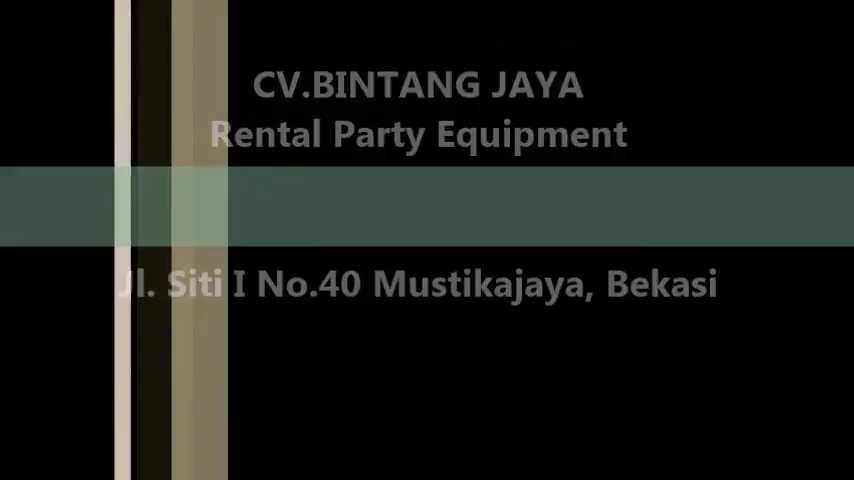 CV.BINTANG JAYA
Rental Party Equipment
Jl. Siti I No.40 Mustikajaya, Bekasi